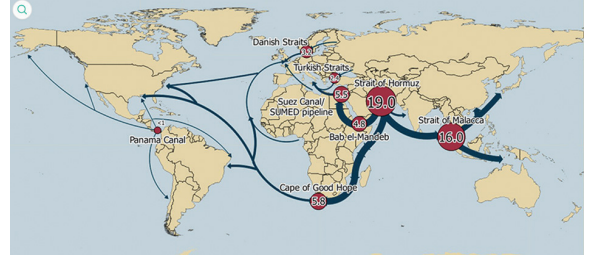 Danish Straits
Turkish Straits
Strait of Hormuz
5.5
19.0
Suez Canal/
SUMED pipeline
4.8
Bab el-Mandeb
Strait of Malacca
16.0
<1
Panama Canal
Cape of Good Hope
5.8